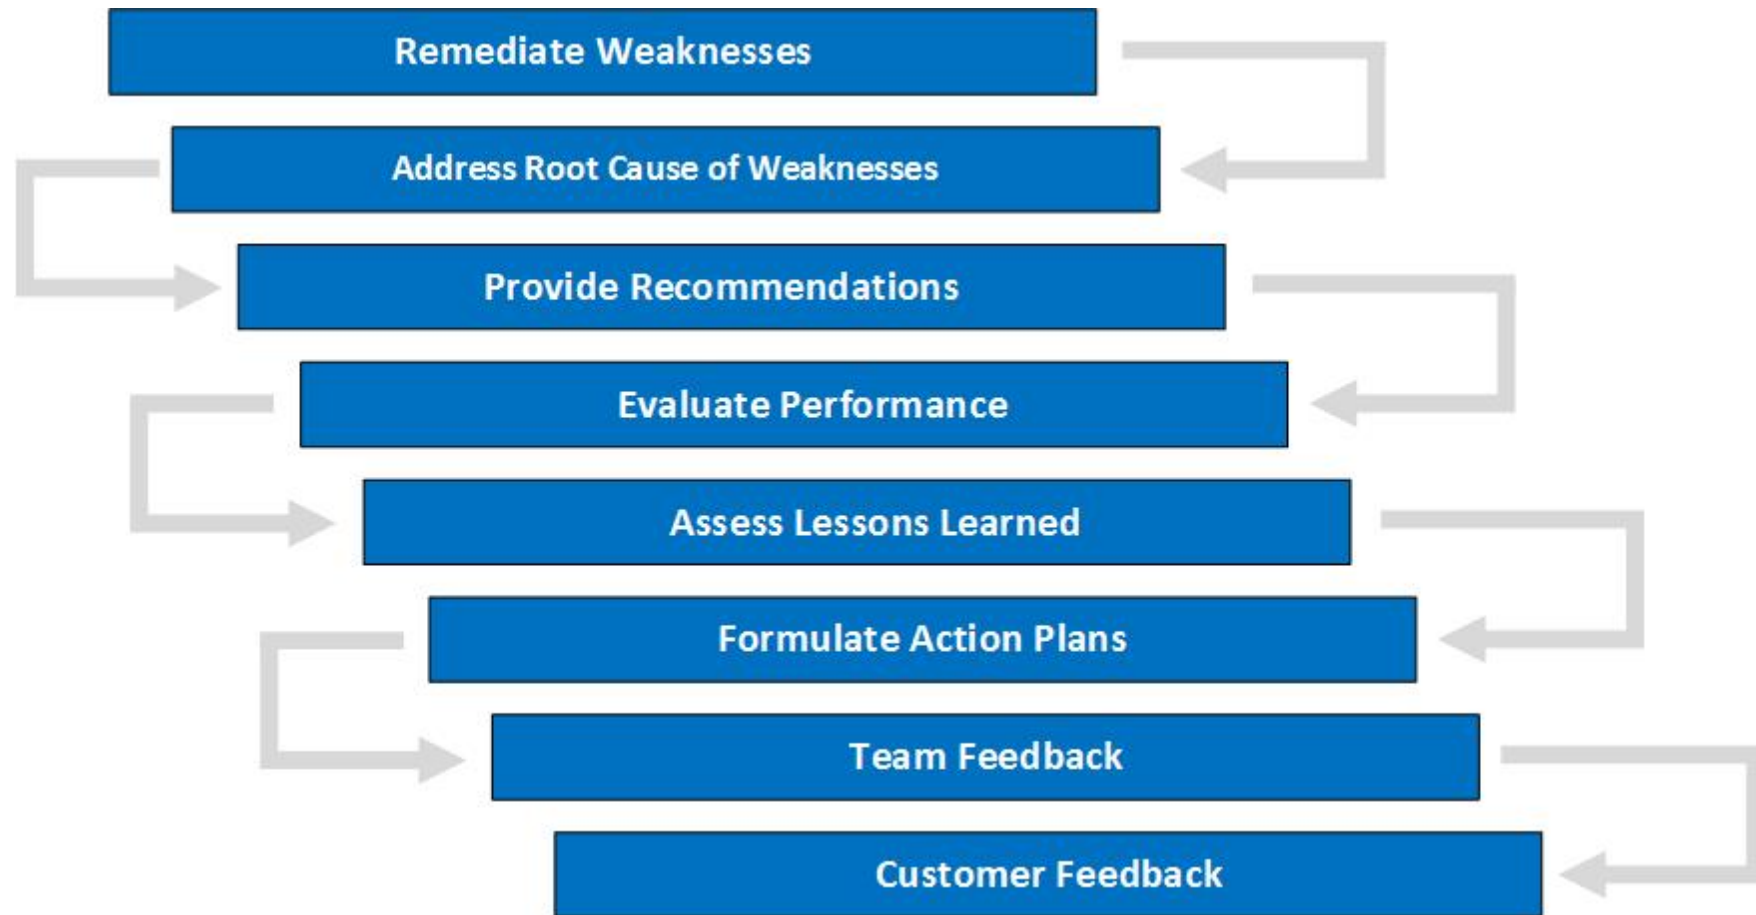 Remediate Weaknesses
Address Root Cause of Weaknesses
Provide Recommendations
Evaluate Performance
Assess Lessons Learned
Formulate Action Plans
Team Feedback
Customer Feedback